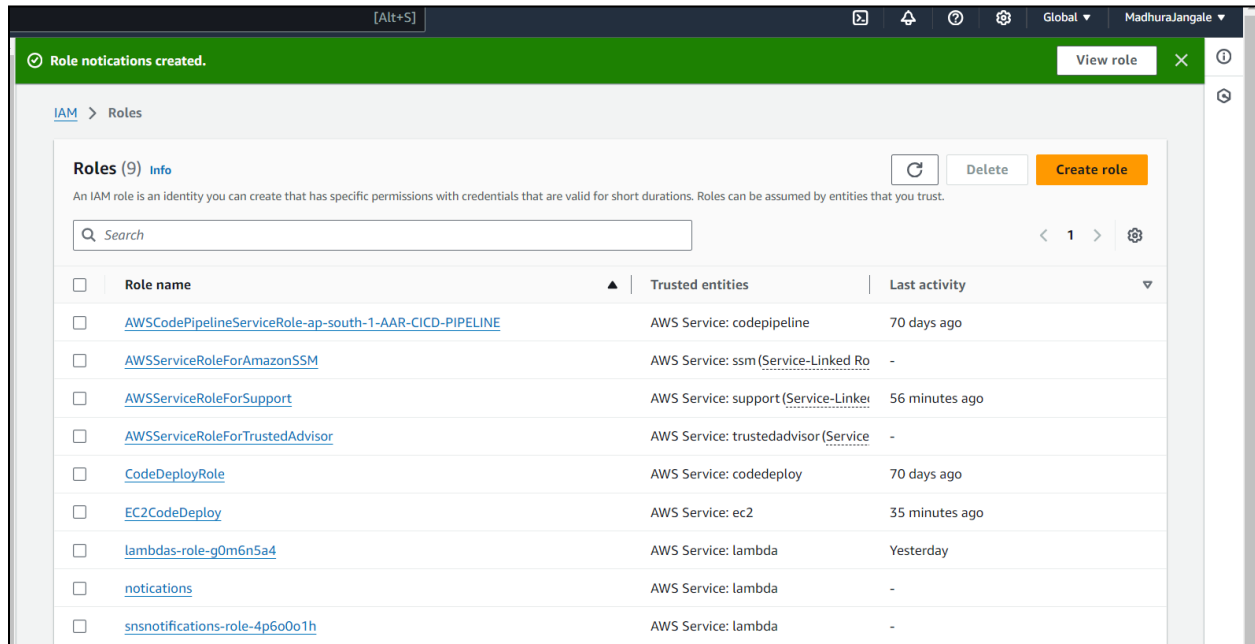 [Alt+S] Global MadhuraJangale
Role notications created. View role
IAM > Roles
Roles (9) Info Delete Create role
An IAM role is an identity you can create that has specific permissions with credentials that are valid for short durations. Roles can be assumed by entities that you trust.
Search 1
Role name Trusted entities Last activity
AWSCodePipelineServiceRole-ap-south-1-AAR-CICD-PIPELINE AWS Service: codepipeline 70 days ago
AWSServiceRoleForAmazonSSM AWS Service: ssm (Service-Linked Ro -
AWSServiceRoleForSupport AWS Service: support (Service-Linked 56 minutes ago
AWSServiceRoleForTrustedAdvisor AWS Service: trustedadvisor (Service -
CodeDeployRole AWS Service: codedeploy 70 days ago
EC2CodeDeploy AWS Service: ec2 35 minutes ago
lambdas-role-g0m6n5a4 AWS Service: lambda Yesterday
notications AWS Service: lambda -
snsnotifications-role-4p6o0o1h AWS Service: lambda -